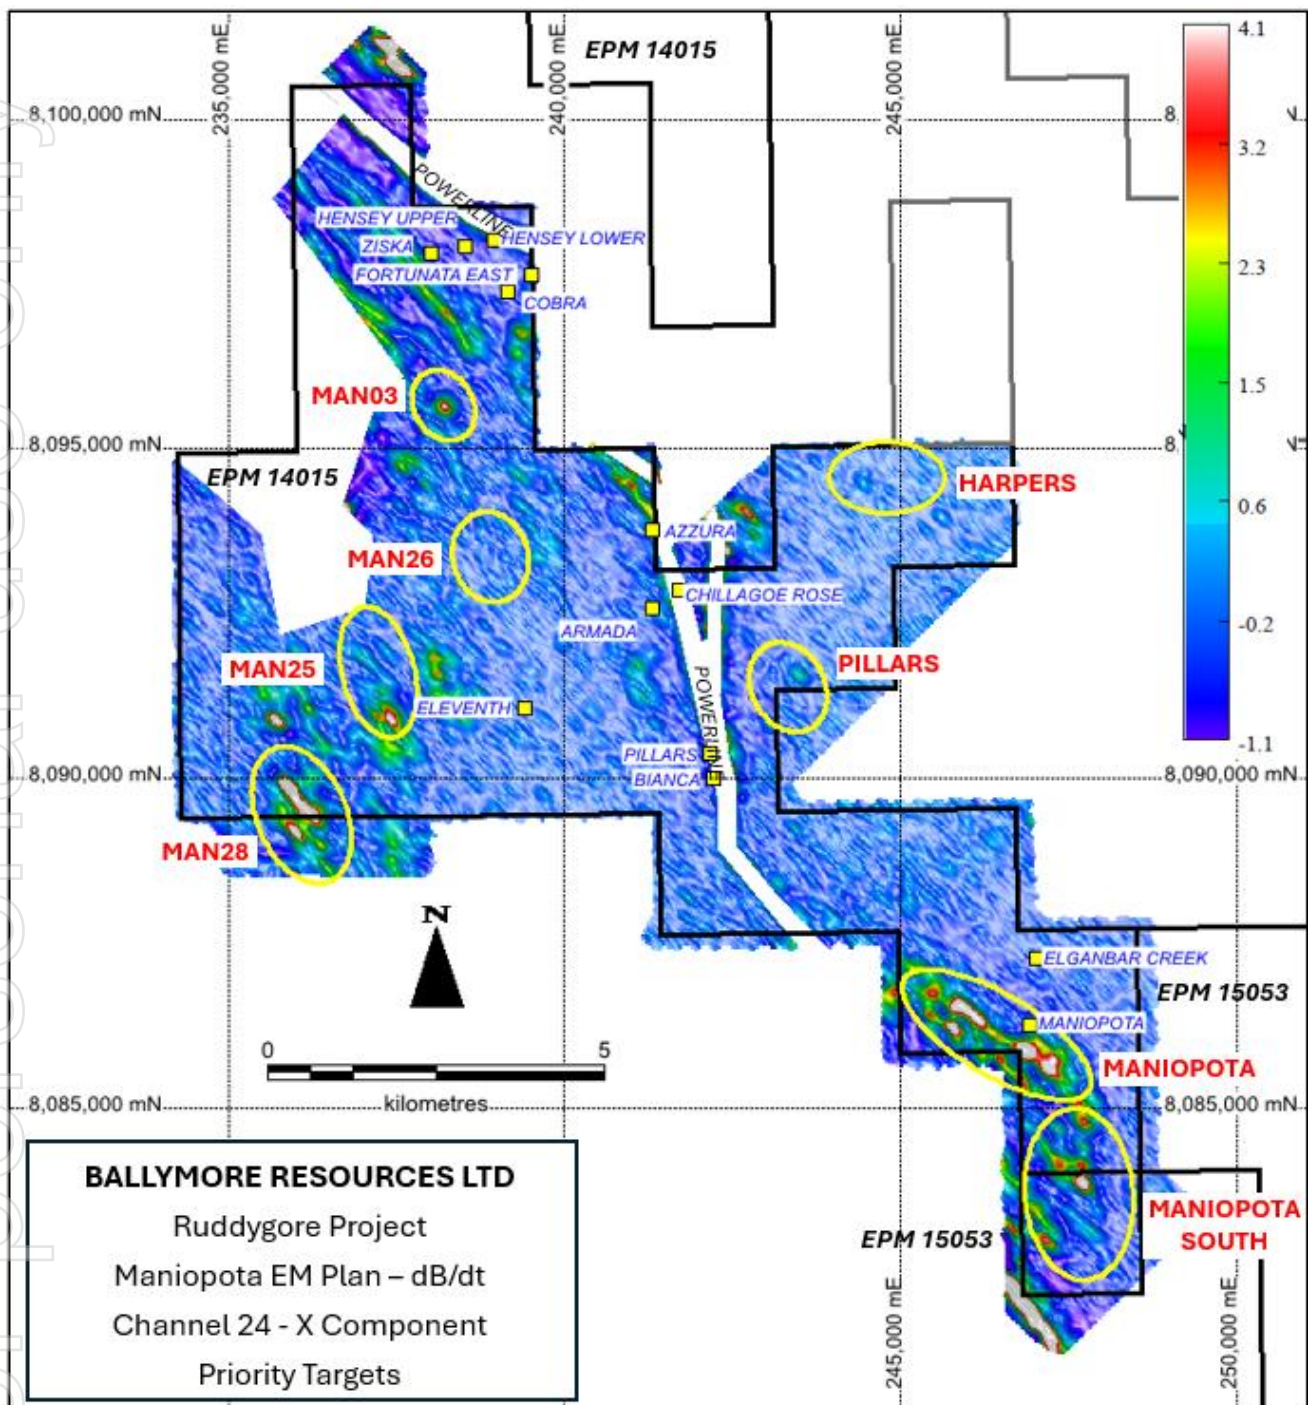 235,000 mE
240,000 mE
245,000 mE
EPM 14015
4.1
8,100,000 mN
8,
N
3.2
POWERLINE
HENSEY UPPER
HENSEY LOWER
ZISKA
FORTUNATA EAST
COBRA
2.3
MAN03
1.5
8,095,000 mN
8,
N
EPM 14015
HARPERS
0.6
AZZURA
MAN26
CHILLAGOE ROSE
ARMADA
-0.2
PILLARS
MAN25
ELEVENTH
-1.1
PILLARS
BIANCA
8,090,000 mN
MAN28
N
ELGANBAR CREEK
EPM 15053
MANIOPOTA
0
5
kilometres
MANIOPOTA
8,085,000 mN
8,085,000 mN
MANIOPOTA
SOUTH
EPM 15053
245,000 mE
250,000 mE
BALLYMORE RESOURCES LTD
Ruddygore Project
Maniopota EM Plan – dB/dt
Channel 24 - X Component
Priority Targets